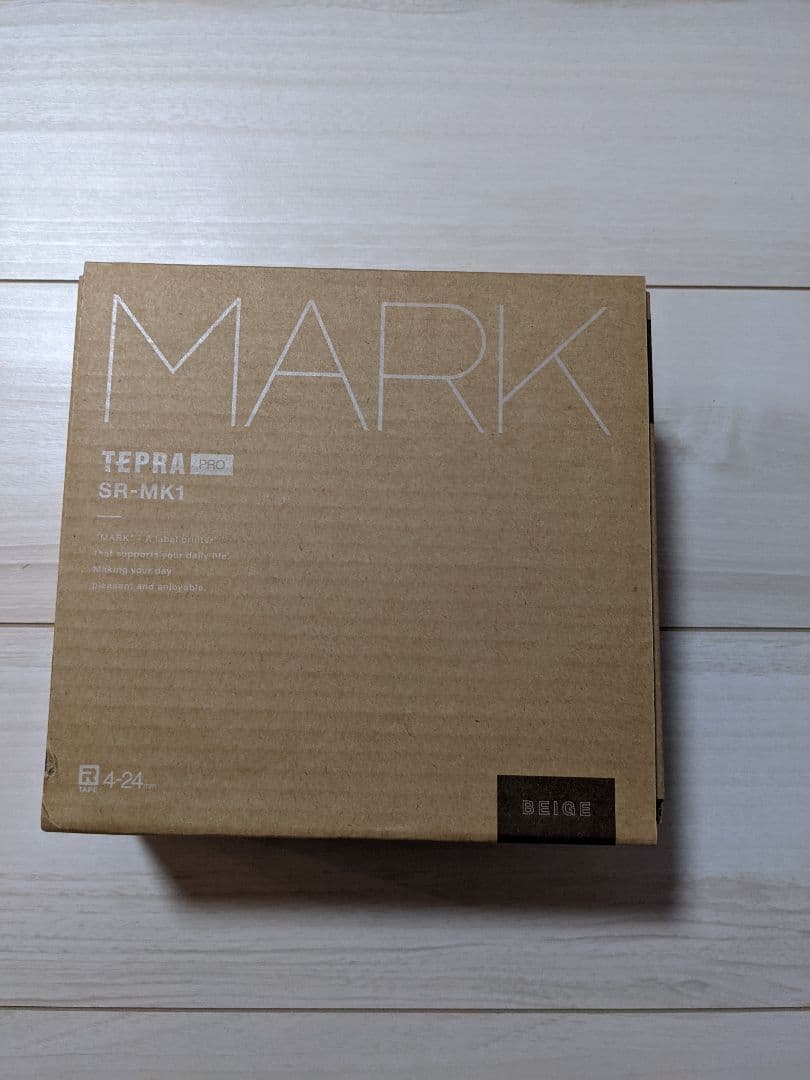 MARK
TEPRA PRO
SR-MK1
"MARK" - A label printer
that supports your daily life.
Making your day
pleasant and enjoyable.
R 4-24mm
TAPE
BEIGE